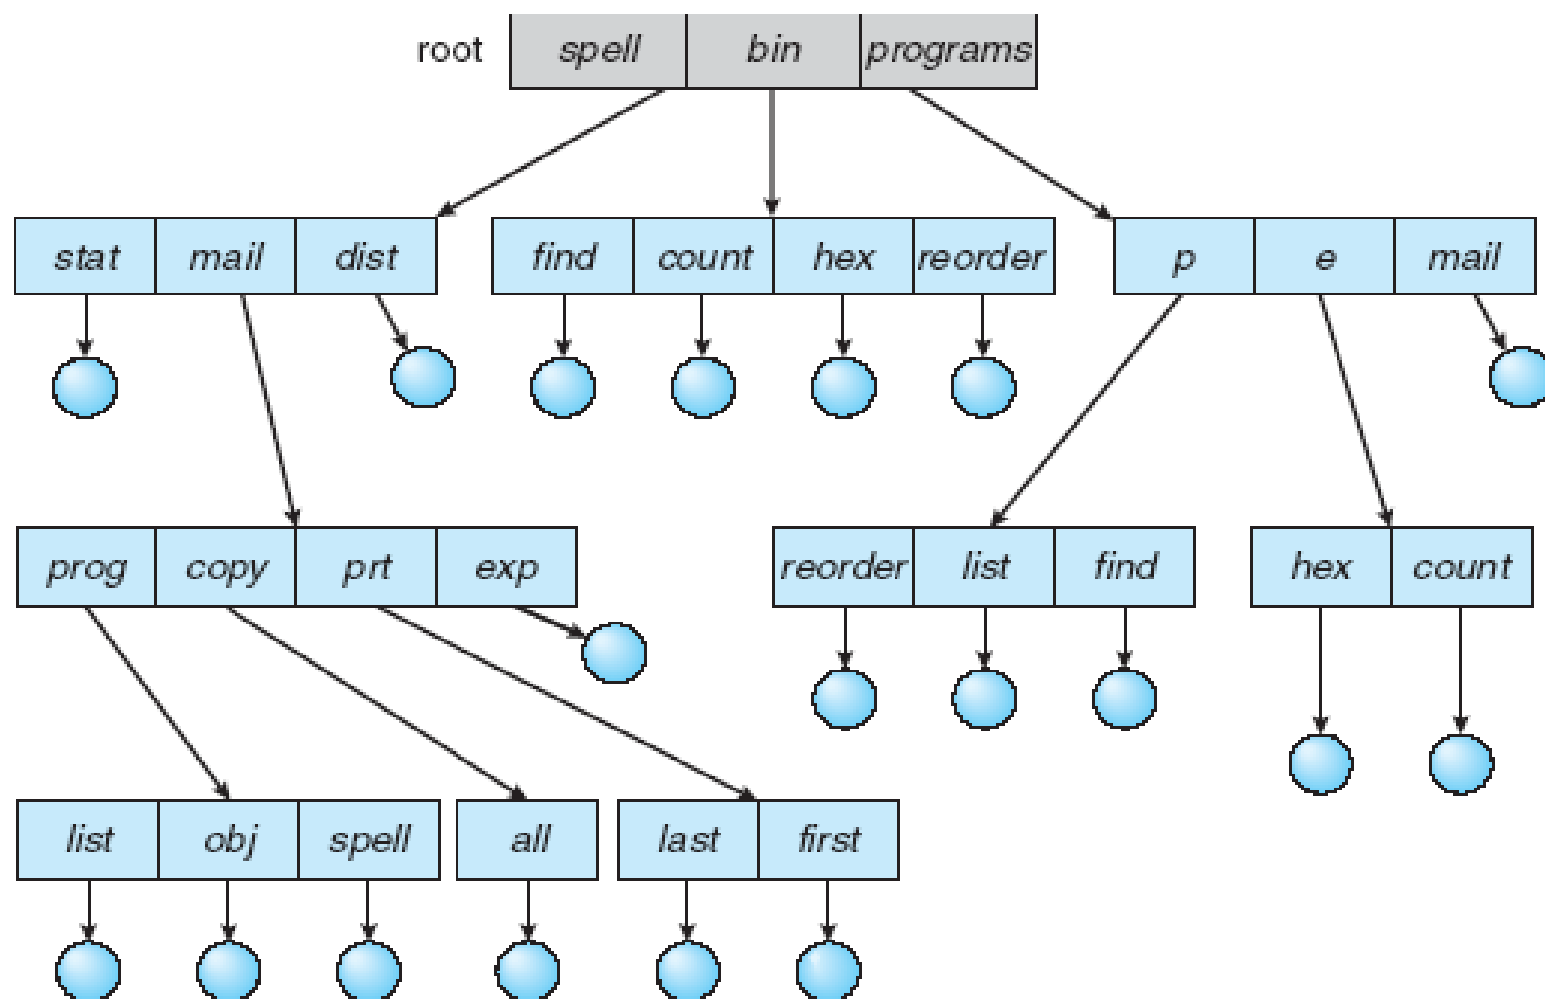 root spell bin programs
stat mail dist find count hex reorder p e mail
prog copy prt exp reorder list find hex count
list obj spell all last first